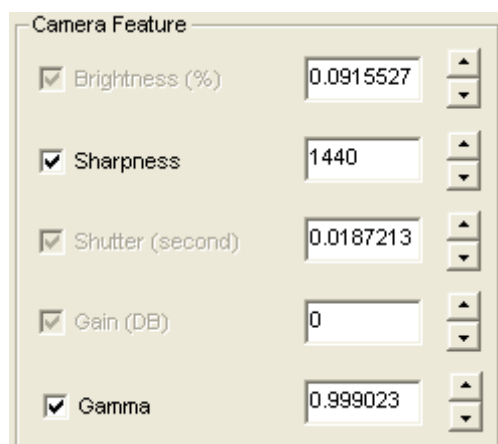 Camera Feature
Brightness (%) 0.0915527
Sharpness 1440
Shutter (second) 0.0187213
Gain (DB) 0
Gamma 0.999023